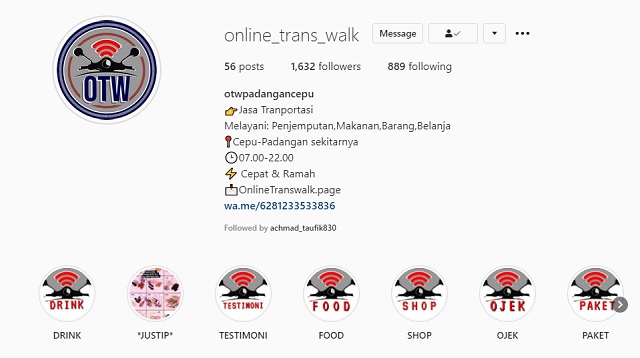 OTW
online_trans_walk Message
56 posts 1,632 followers 889 following
otwpadangancepu
Jasa Tranportasi
Melayani: Penjemputan,Makanan,Barang,Belanja
Cepu-Padangan sekitarnya
07.00-22.00
Cepat & Ramah
OnlineTranswalk.page
wa.me/6281233533836
Followed by achmad_taufik830
DRINK TESTIMONI FOOD SHOP OJEK PAKET
DRINK *JUSTIP* TESTIMONI FOOD SHOP OJEK PAKET